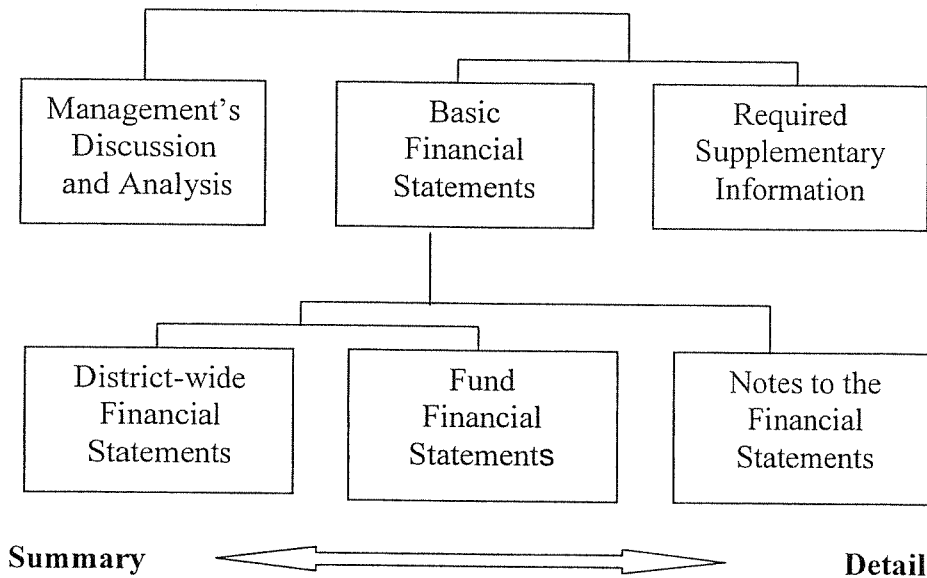 Management's
Discussion
and Analysis
Basic
Financial
Statements
Required
Supplementary
Information
District-wide
Financial
Statements
Fund
Financial
Statements
Notes to the
Financial
Statements
Summary
Detail